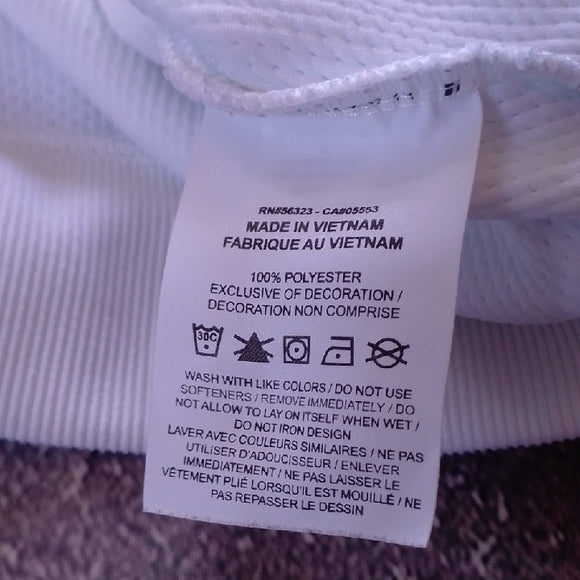 RN#56323 - CA#05553
MADE IN VIETNAM
FABRIQUE AU VIETNAM
100% POLYESTER
EXCLUSIVE OF DECORATION /
DECORATION NON COMPRISE
30C
WASH WITH LIKE COLORS / DO NOT USE
SOFTENERS / REMOVE IMMEDIATELY / DO
NOT ALLOW TO LAY ON ITSELF WHEN WET /
DO NOT IRON DESIGN
LAVER AVEC COULEURS SIMILAIRES / NE PAS
UTILISER D'ADOUCISSEUR / ENLEVER
IMMÉDIATEMENT / NE PAS LAISSER LE
VÊTEMENT PLIÉ LORSQU'IL EST MOUILLÉ / NE
PAS REPASSER LE DESSIN